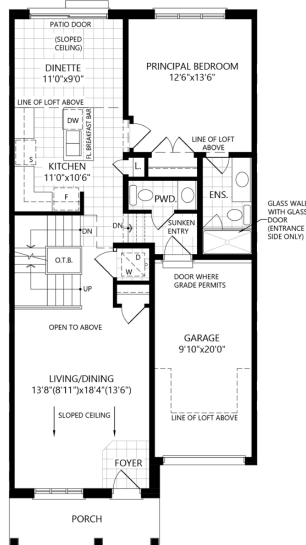 PATIO DOOR
(SLOPED
CEILING)
DINETTE
11'0"x9'0"
PRINCIPAL BEDROOM
12'6"x13'6"
LINE OF LOFT ABOVE
DW
FL. BREAKFAST BAR
LINE OF LOFT
ABOVE
S
KITCHEN
11'0"x10'6"
L.
F
PWD.
ENS.
GLASS WALL
WITH GLASS
DOOR
(ENTRANCE
SIDE ONLY)
DN
DN
SUNKEN
ENTRY
O.T.B.
D
W
UP
DOOR WHERE
GRADE PERMITS
OPEN TO ABOVE
GARAGE
9'10"x20'0"
LIVING/DINING
13'8"(8'11")x18'4"(13'6")
SLOPED CEILING
LINE OF LOFT ABOVE
FOYER
PORCH